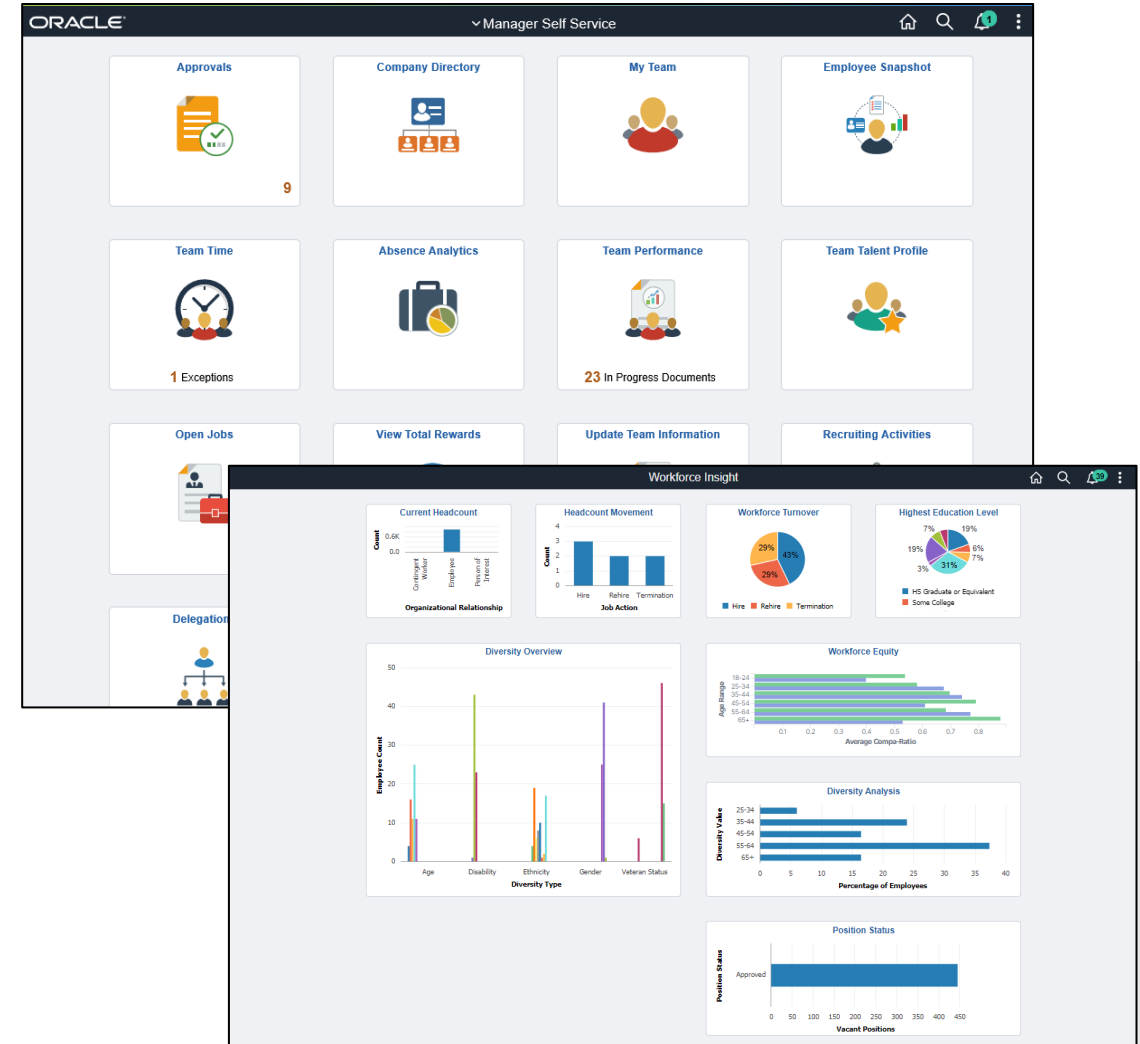 ORACLE
Manager Self Service
1
Approvals
Company Directory
My Team
Employee Snapshot
9
Team Time
Absence Analytics
Team Performance
Team Talent Profile
1 Exceptions
23 In Progress Documents
Open Jobs
View Total Rewards
Update Team Information
Recruiting Activities
Delegation
Workforce Insight
39
Current Headcount
Count
0.6K
0.0
Contingent
Worker
Employee
Person of
Interest
Organizational Relationship
Headcount Movement
Count
4
3
2
1
0
Hire
Rehire
Termination
Job Action
Workforce Turnover
29%
43%
29%
Hire
Rehire
Termination
Highest Education Level
7%
19%
19%
6%
7%
3%
31%
HS Graduate or Equivalent
Some College
Diversity Overview
Employee Count
50
40
30
20
10
0
Age
Disability
Ethnicity
Gender
Veteran Status
Diversity Type
Workforce Equity
Age Range
18-24
25-34
35-44
45-54
55-64
65+
0.1
0.2
0.3
0.4
0.5
0.6
0.7
0.8
Average Compa-Ratio
Diversity Analysis
Diversity Value
25-34
35-44
45-54
55-64
65+
0
5
10
15
20
25
30
35
40
Percentage of Employees
Position Status
Position Status
Approved
0
50
100
150
200
250
300
350
400
450
Vacant Positions